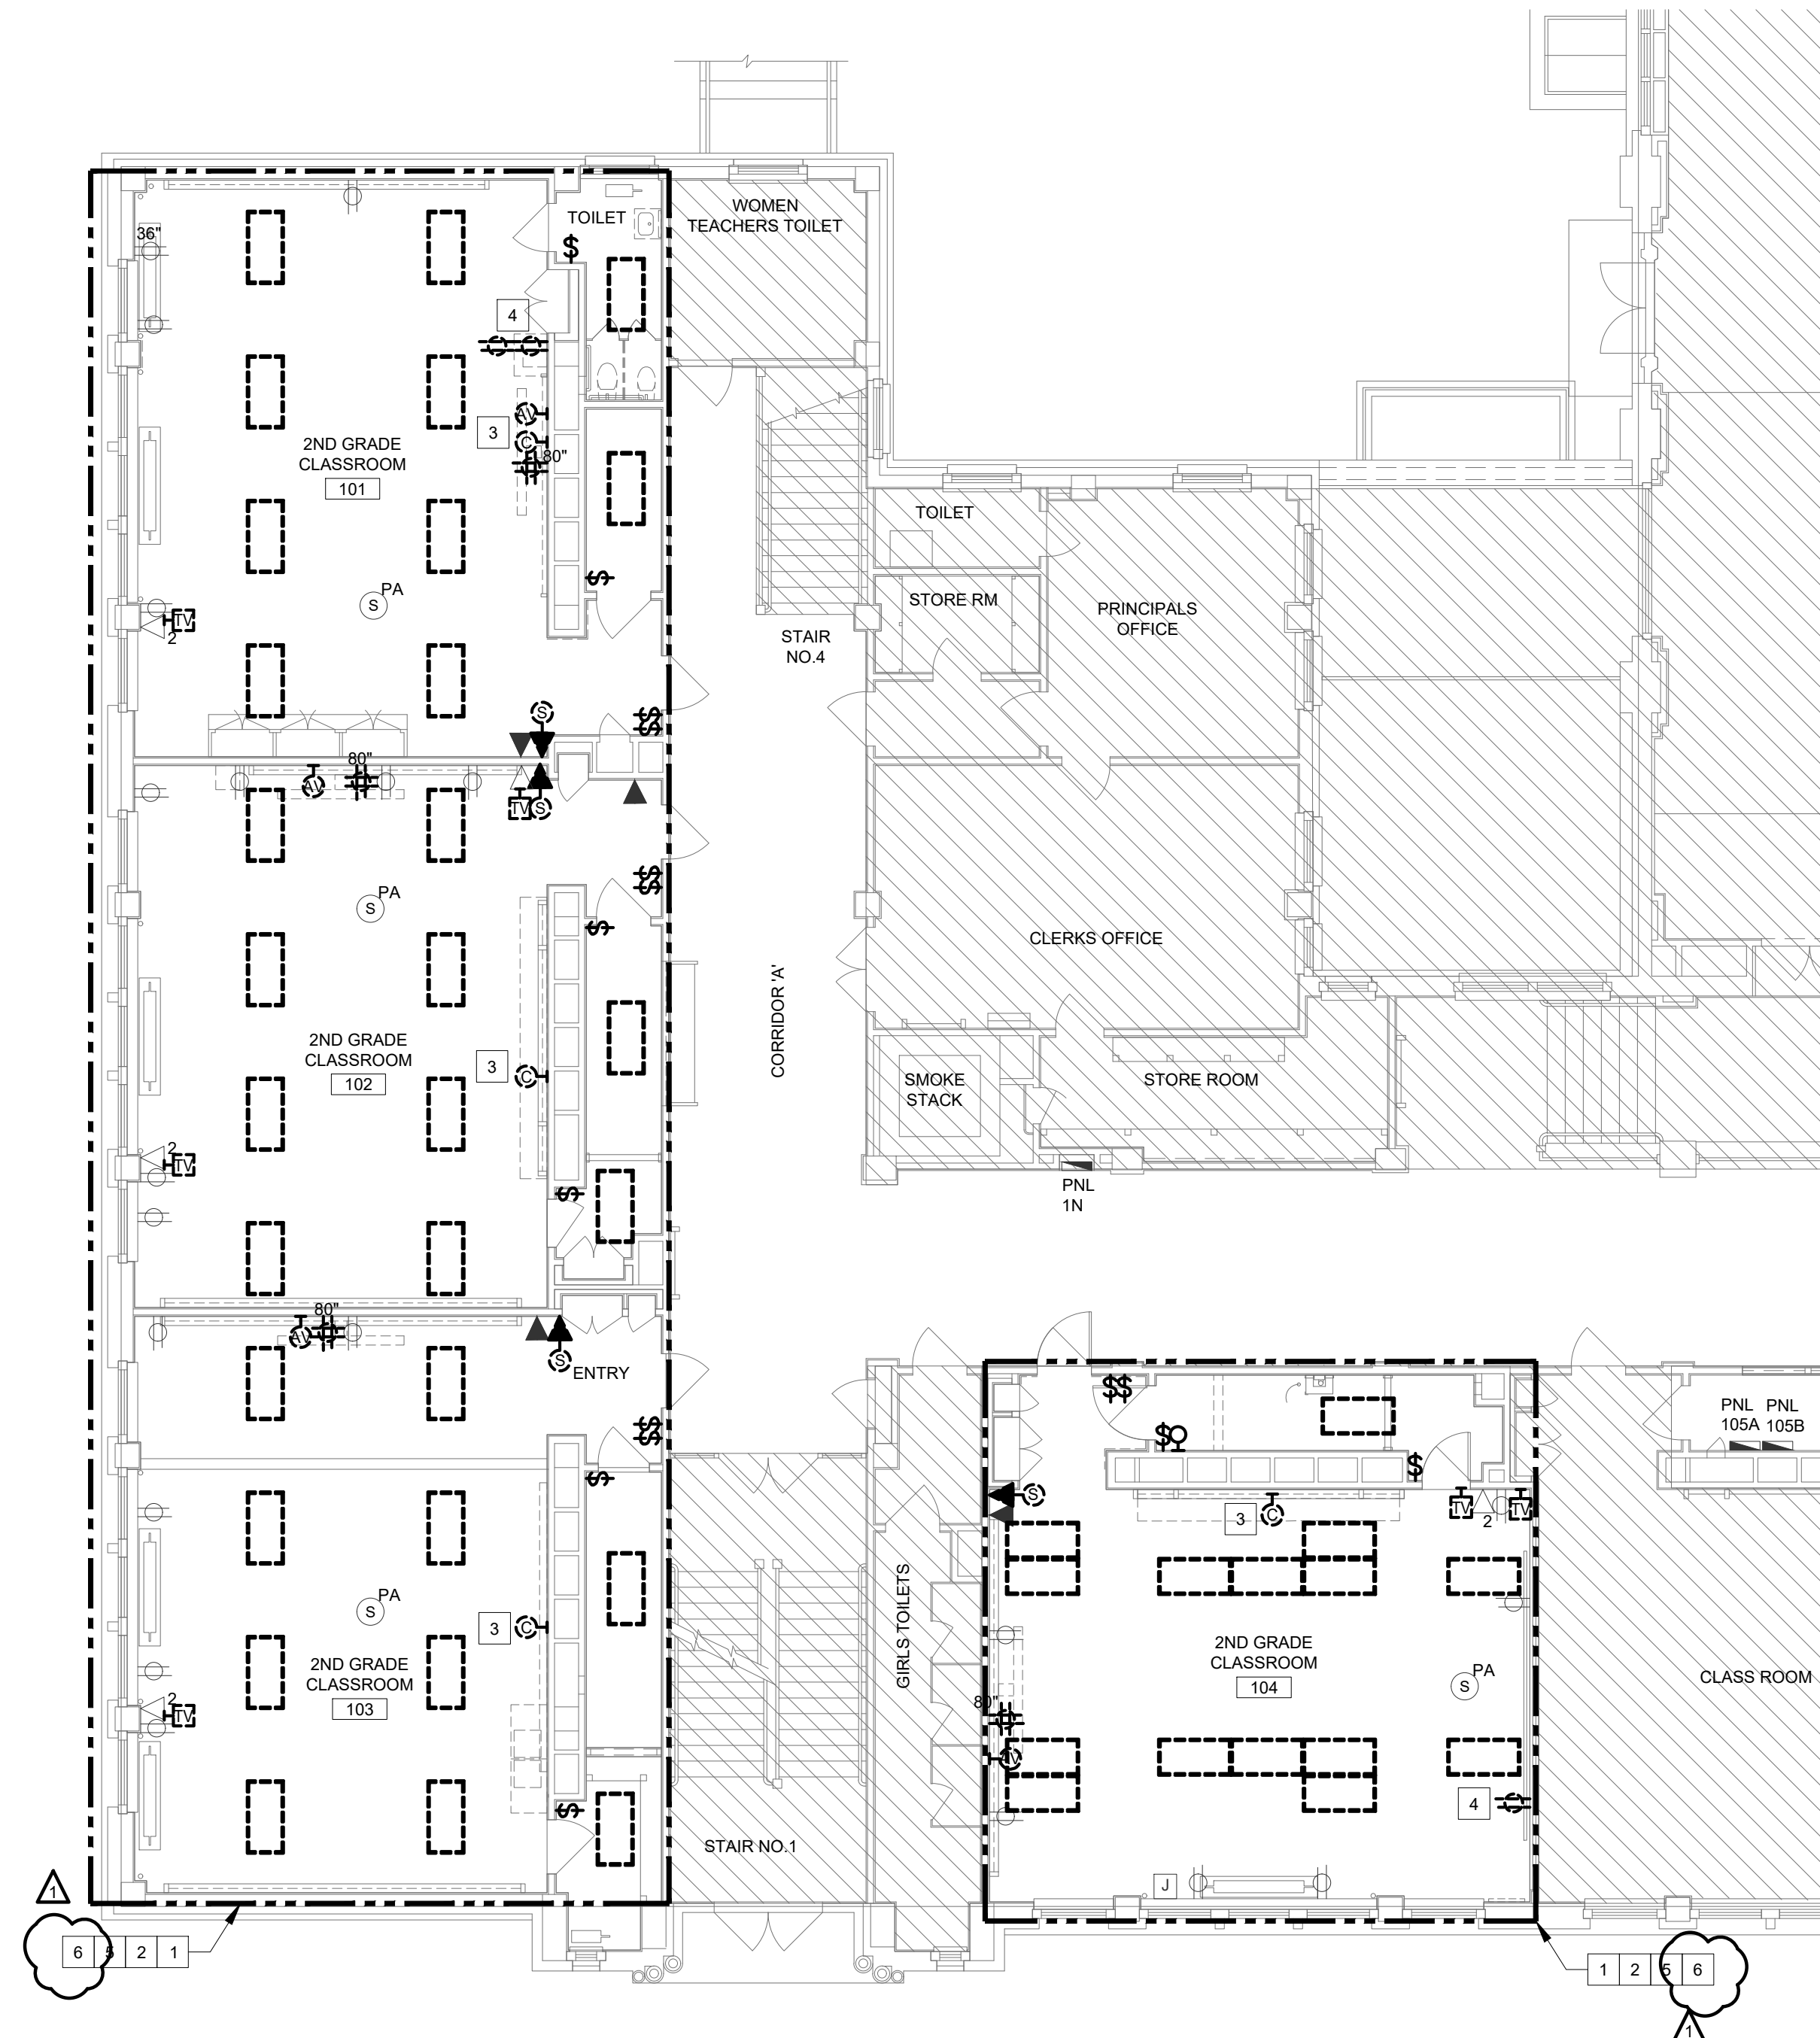 WOMEN
TEACHERS TOILET
TOILET
$
36"
4
AV
3
C
80"
2ND GRADE
CLASSROOM
101
$
PA
S
TV
2
TOILET
STORE RM
PRINCIPALS
OFFICE
STAIR
NO.4
S
$
$
80"
AV
TV
S
$
$
PA
S
$
CLERKS OFFICE
CORRIDOR 'A'
2ND GRADE
CLASSROOM
102
3
C
SMOKE
STACK
STORE ROOM
2
TV
$
PNL
1N
80"
AV
S
ENTRY
$
$
$
$
$
PNL
105A
PNL
105B
$
$
$
S
3
C
TV
2
TV
PA
S
3
C
2ND GRADE
CLASSROOM
103
2
TV
GIRLS TOILETS
2ND GRADE
CLASSROOM
104
PA
S
CLASS ROOM
80"
AV
4
$
STAIR NO.1
J
1
6 5 2 1
1 2 5 6
1